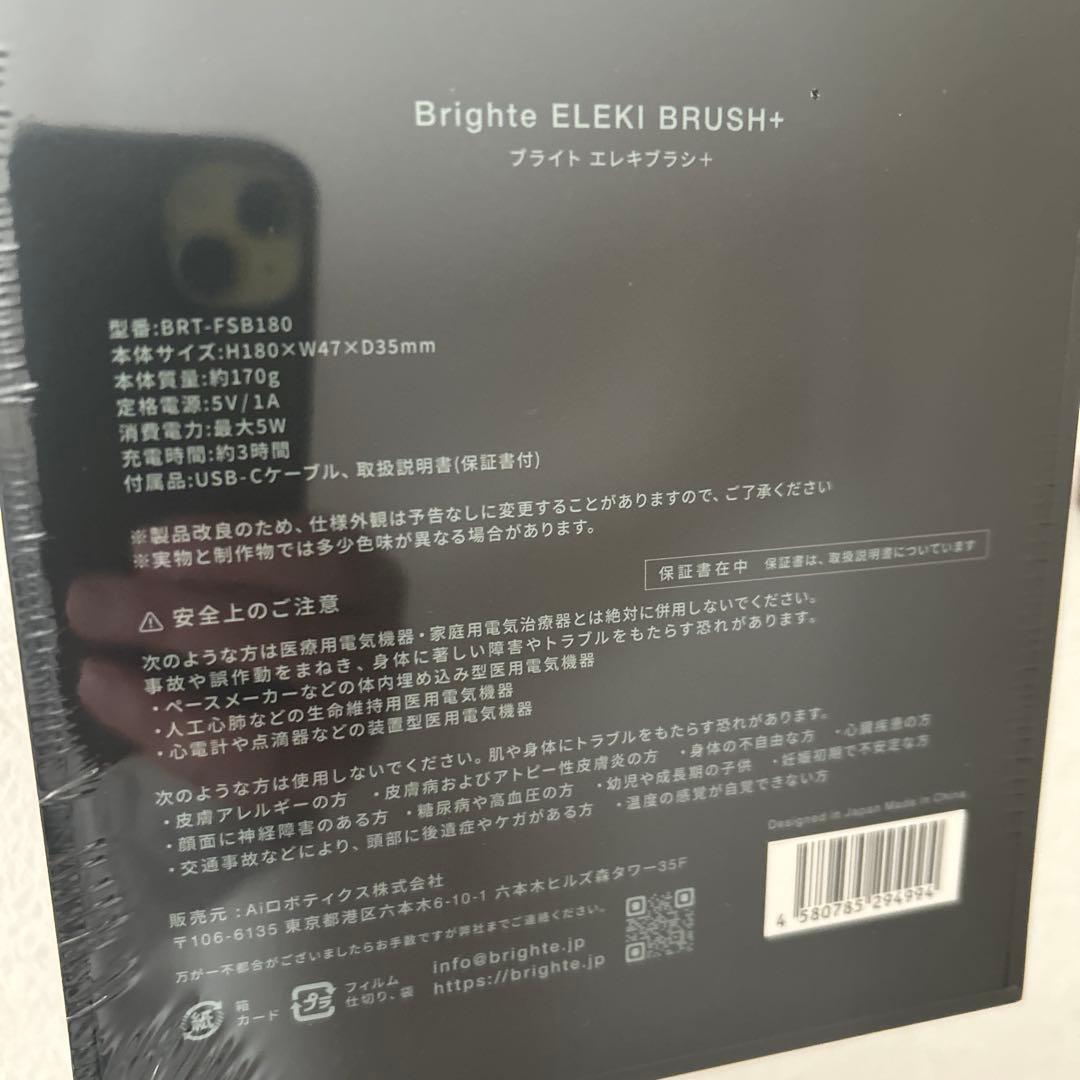 Brighte ELEKI BRUSH+
ブライト エレキブラシ＋
型番:BRT-FSB180
本体サイズ:H180×W47×D35mm
本体質量:約170g
定格電源:5V/1A
消費電力:最大5W
充電時間:約3時間
付属品:USB-Cケーブル、取扱説明書(保証書付)
※製品改良のため、仕様外観は予告なしに変更することがありますので、ご了承ください
※実物と制作物では多少色味が異なる場合があります。
保証書在中 保証書は、取扱説明書についています
⚠ 安全上のご注意
次のような方は医療用電気機器・家庭用電気治療器とは絶対に併用しないでください。
事故や誤作動をまねき、身体に著しい障害やトラブルをもたらす恐れがあります。
・ペースメーカーなどの体内埋め込み型医用電気機器
・人工心肺などの生命維持用医用電気機器
・心電計や点滴器などの装着型医用電気機器
次のような方は使用しないでください。肌や身体にトラブルをもたらす恐れがあります。
・皮膚アレルギーの方 ・皮膚病およびアトピー性皮膚炎の方 ・身体の不自由な方 ・心臓疾患の方
・顔面に神経障害のある方 ・糖尿病や高血圧の方 ・幼児や成長期の子供 ・妊娠初期で不安定な方
・交通事故などにより、頭部に後遺症やケガがある方 ・温度の感覚が自覚できない方
Designed in Japan Made in China
4 580785 294994
販売元:Aiロボティクス株式会社
〒106-6135 東京都港区六本木6-10-1 六本木ヒルズ森タワー35F
万が一不都合がございましたらお手数ですが弊社までご連絡ください。
info@brighte.jp
https://brighte.jp
紙 箱 カード
プラ フィルム 仕切り、袋